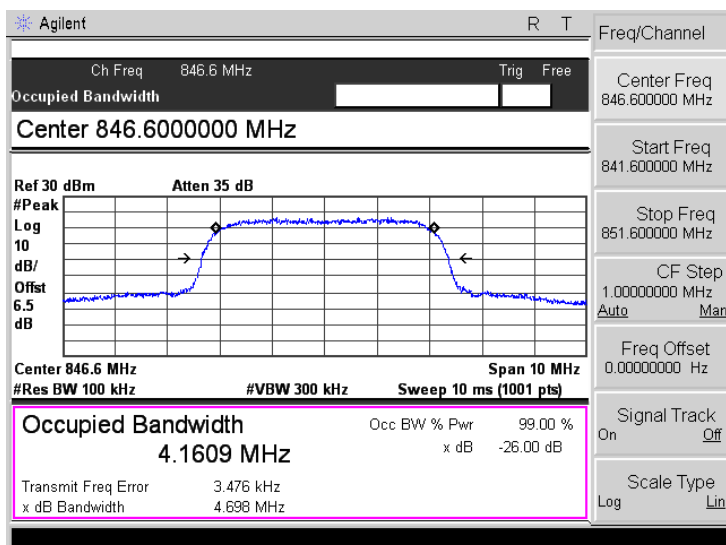 Agilent R T
Freq/Channel
Ch Freq 846.6 MHz Trig Free
Occupied Bandwidth
Center 846.6000000 MHz
Ref 30 dBm Atten 35 dB
#Peak
Log
10
dB/
Offst
6.5
dB
Center 846.6 MHz Span 10 MHz
#Res BW 100 kHz #VBW 300 kHz Sweep 10 ms (1001 pts)
Occupied Bandwidth
4.1609 MHz
Occ BW % Pwr 99.00 %
x dB -26.00 dB
Transmit Freq Error 3.476 kHz
x dB Bandwidth 4.698 MHz
Center Freq
846.600000 MHz
Start Freq
841.600000 MHz
Stop Freq
851.600000 MHz
CF Step
1.00000000 MHz
Auto Man
Freq Offset
0.00000000 Hz
Signal Track
On Off
Scale Type
Log Lin